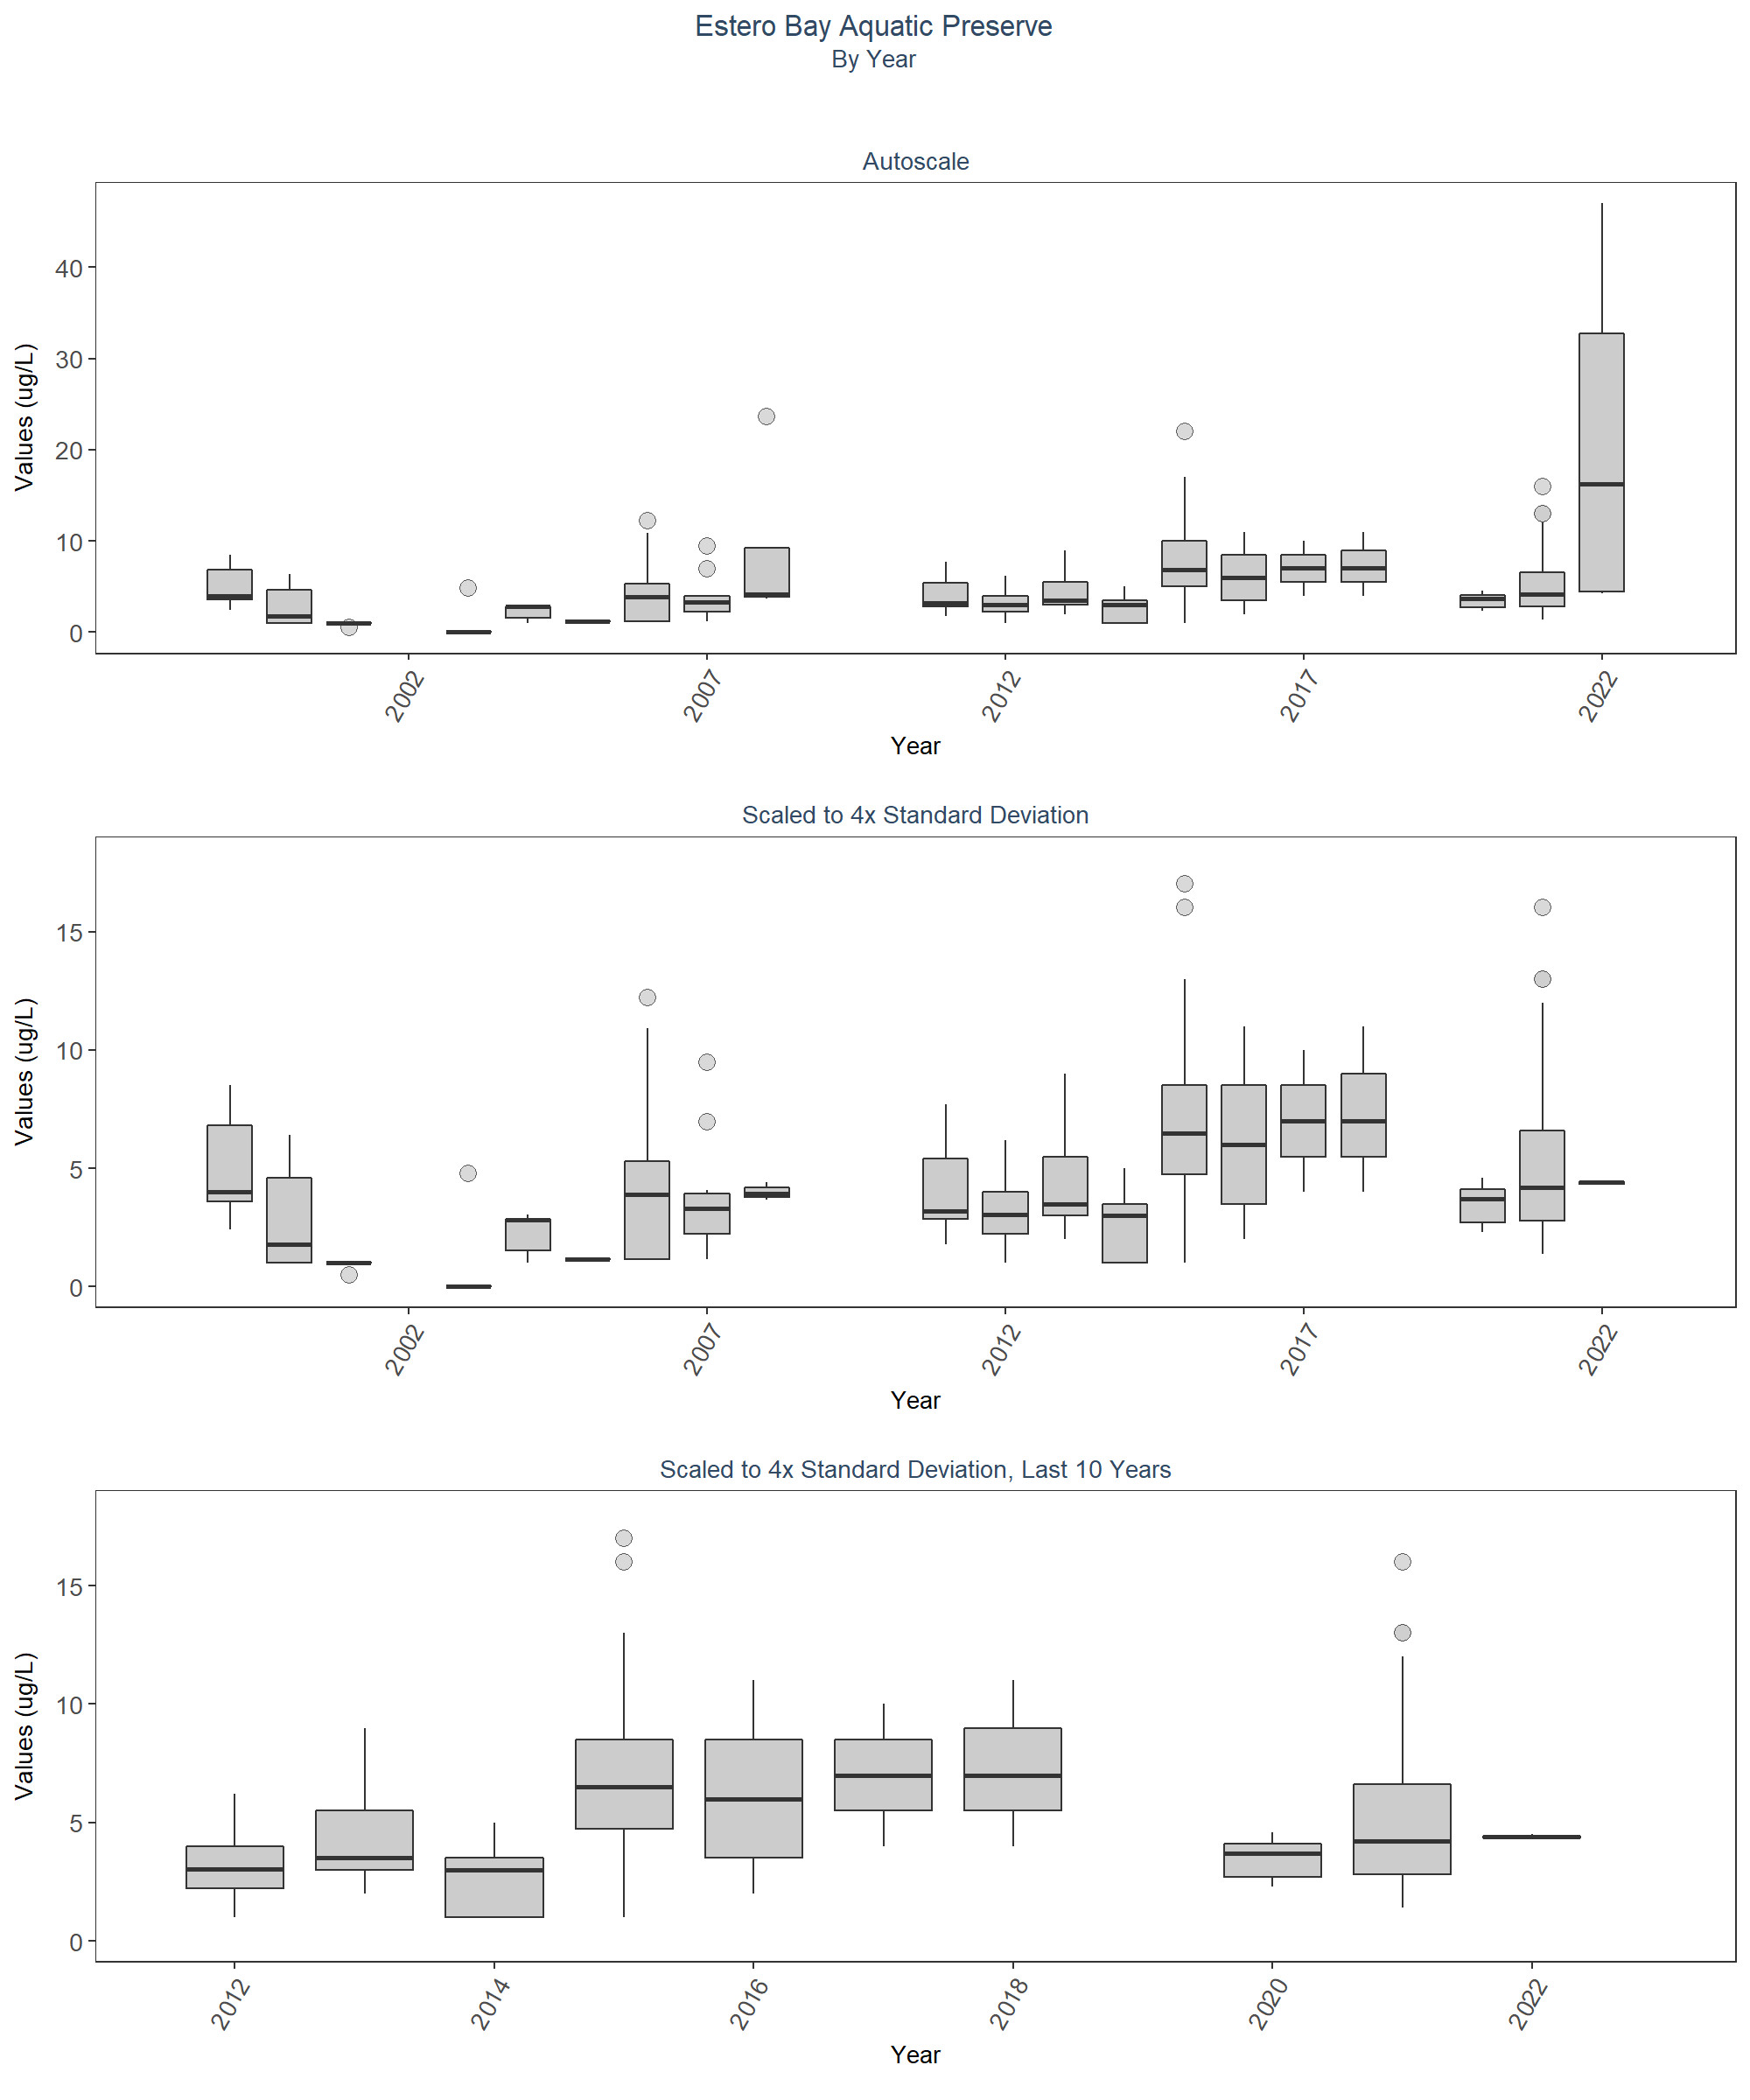 Estero Bay Aquatic Preserve
By Year
Autoscale
Values (ug/L)
40
30
20
10
0
2002 2007 2012 2017 2022
Year
Scaled to 4x Standard Deviation
Values (ug/L)
15
10
5
0
2002 2007 2012 2017 2022
Year
Scaled to 4x Standard Deviation, Last 10 Years
Values (ug/L)
15
10
5
0
2012 2014 2016 2018 2020 2022
Year